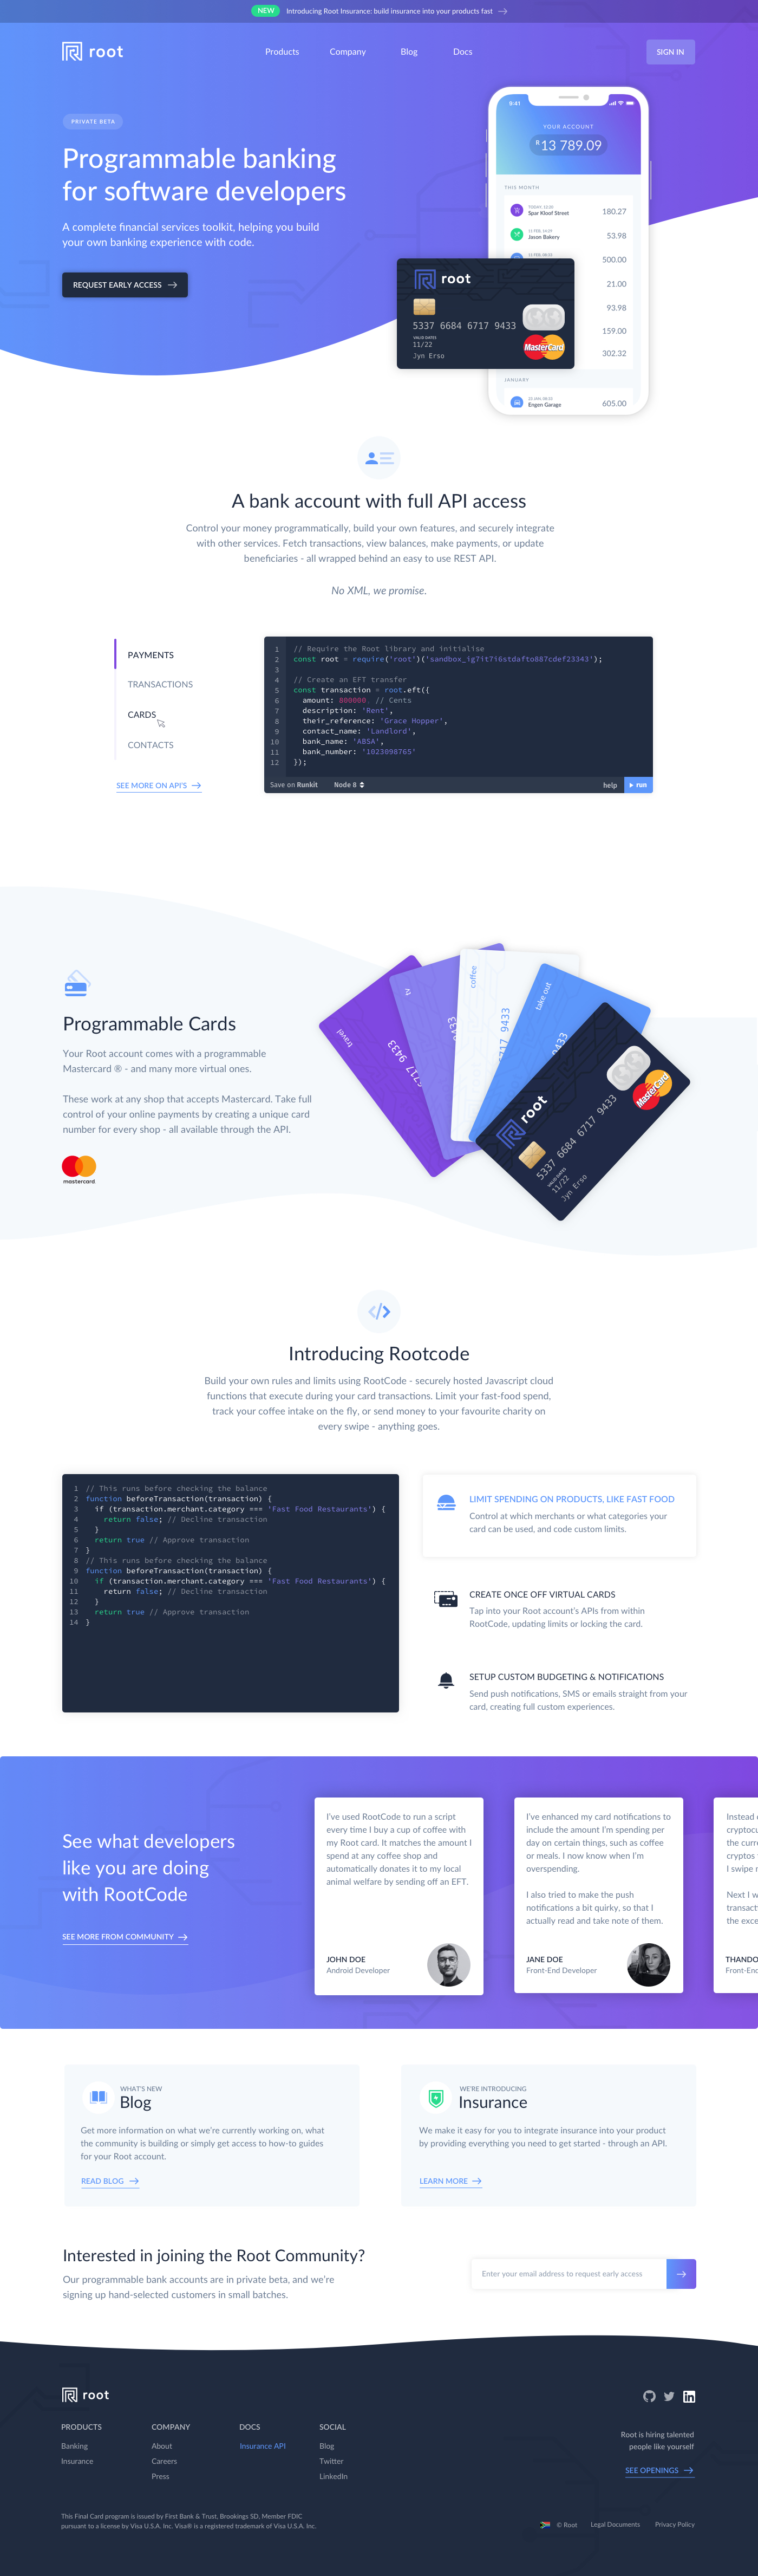 NEW Introducing Root Insurance: build insurance into your products fast
root
Products Company Blog Docs
SIGN IN
PRIVATE BETA
Programmable banking
for software developers
A complete financial services toolkit, helping you build
your own banking experience with code.
REQUEST EARLY ACCESS
9:41
YOUR ACCOUNT
R13 789.09
THIS MONTH
TODAY, 12:20
Spar Kloof Street 180.27
11 FEB, 14:29
Jason Bakery 53.98
11 FEB, 08:33
500.00
21.00
93.98
159.00
302.32
JANUARY
Engen Garage 605.00
root
5337 6684 6717 9433
VALID DATES
11/22
Jyn Erso
MasterCard
A bank account with full API access
Control your money programmatically, build your own features, and securely integrate
with other services. Fetch transactions, view balances, make payments, or update
beneficiaries - all wrapped behind an easy to use REST API.
No XML, we promise.
PAYMENTS
TRANSACTIONS
CARDS
CONTACTS
SEE MORE ON API'S
1 // Require the Root library and initialise
2 const root = require('root')('sandbox_ig7it7i6stdafto887cdef23343');
3
4 // Create an EFT transfer
5 const transaction = root.eft({
6 amount: 800000, // Cents
7 description: 'Rent',
8 their_reference: 'Grace Hopper',
9 contact_name: 'Landlord',
10 bank_name: 'ABSA',
11 bank_number: '1023098765'
12 });
Save on Runkit Node 8 help run
Programmable Cards
Your Root account comes with a programmable
Mastercard ® - and many more virtual ones.
These work at any shop that accepts Mastercard. Take full
control of your online payments by creating a unique card
number for every shop - all available through the API.
mastercard
travel
5717 9433
tv
9433
coffee
5717 9433
take out
9433
root
5337 6684 6717 9433
VALID DATES
11/22
Jyn Erso
MasterCard
Introducing Rootcode
Build your own rules and limits using RootCode - securely hosted Javascript cloud
functions that execute during your card transactions. Limit your fast-food spend,
track your coffee intake on the fly, or send money to your favourite charity on
every swipe - anything goes.
1 // This runs before checking the balance
2 function beforeTransaction(transaction) {
3 if (transaction.merchant.category === 'Fast Food Restaurants') {
4 return false; // Decline transaction
5 }
6 return true // Approve transaction
7 }
8 // This runs before checking the balance
9 function beforeTransaction(transaction) {
10 if (transaction.merchant.category === 'Fast Food Restaurants') {
11 return false; // Decline transaction
12 }
13 return true // Approve transaction
14 }
LIMIT SPENDING ON PRODUCTS, LIKE FAST FOOD
Control at which merchants or what categories your
card can be used, and code custom limits.
CREATE ONCE OFF VIRTUAL CARDS
Tap into your Root account's APIs from within
RootCode, updating limits or locking the card.
SETUP CUSTOM BUDGETING & NOTIFICATIONS
Send push notifications, SMS or emails straight from your
card, creating full custom experiences.
See what developers
like you are doing
with RootCode
SEE MORE FROM COMMUNITY
I've used RootCode to run a script
every time I buy a cup of coffee with
my Root card. It matches the amount I
spend at any coffee shop and
automatically donates it to my local
animal welfare by sending off an EFT.
JOHN DOE
Android Developer
I've enhanced my card notifications to
include the amount I'm spending per
day on certain things, such as coffee
or meals. I now know when I'm
overspending.
I also tried to make the push
notifications a bit quirky, so that I
actually read and take note of them.
JANE DOE
Front-End Developer
Instead
cryptocu
the curr
cryptos
I swipe
Next I w
transact
the exce
THANDO
Front-End
WHAT'S NEW
Blog
Get more information on what we're currently working on, what
the community is building or simply get access to how-to guides
for your Root account.
READ BLOG
WE'RE INTRODUCING
Insurance
We make it easy for you to integrate insurance into your product
by providing everything you need to get started - through an API.
LEARN MORE
Interested in joining the Root Community?
Our programmable bank accounts are in private beta, and we're
signing up hand-selected customers in small batches.
Enter your email address to request early access
root
PRODUCTS
Banking
Insurance
COMPANY
About
Careers
Press
DOCS
Insurance API
SOCIAL
Blog
Twitter
LinkedIn
Root is hiring talented
people like yourself
SEE OPENINGS
This Final Card program is issued by First Bank & Trust, Brookings SD, Member FDIC
pursuant to a license by Visa U.S.A. Inc. Visa® is a registered trademark of Visa U.S.A. Inc.
© Root Legal Documents Privacy Policy